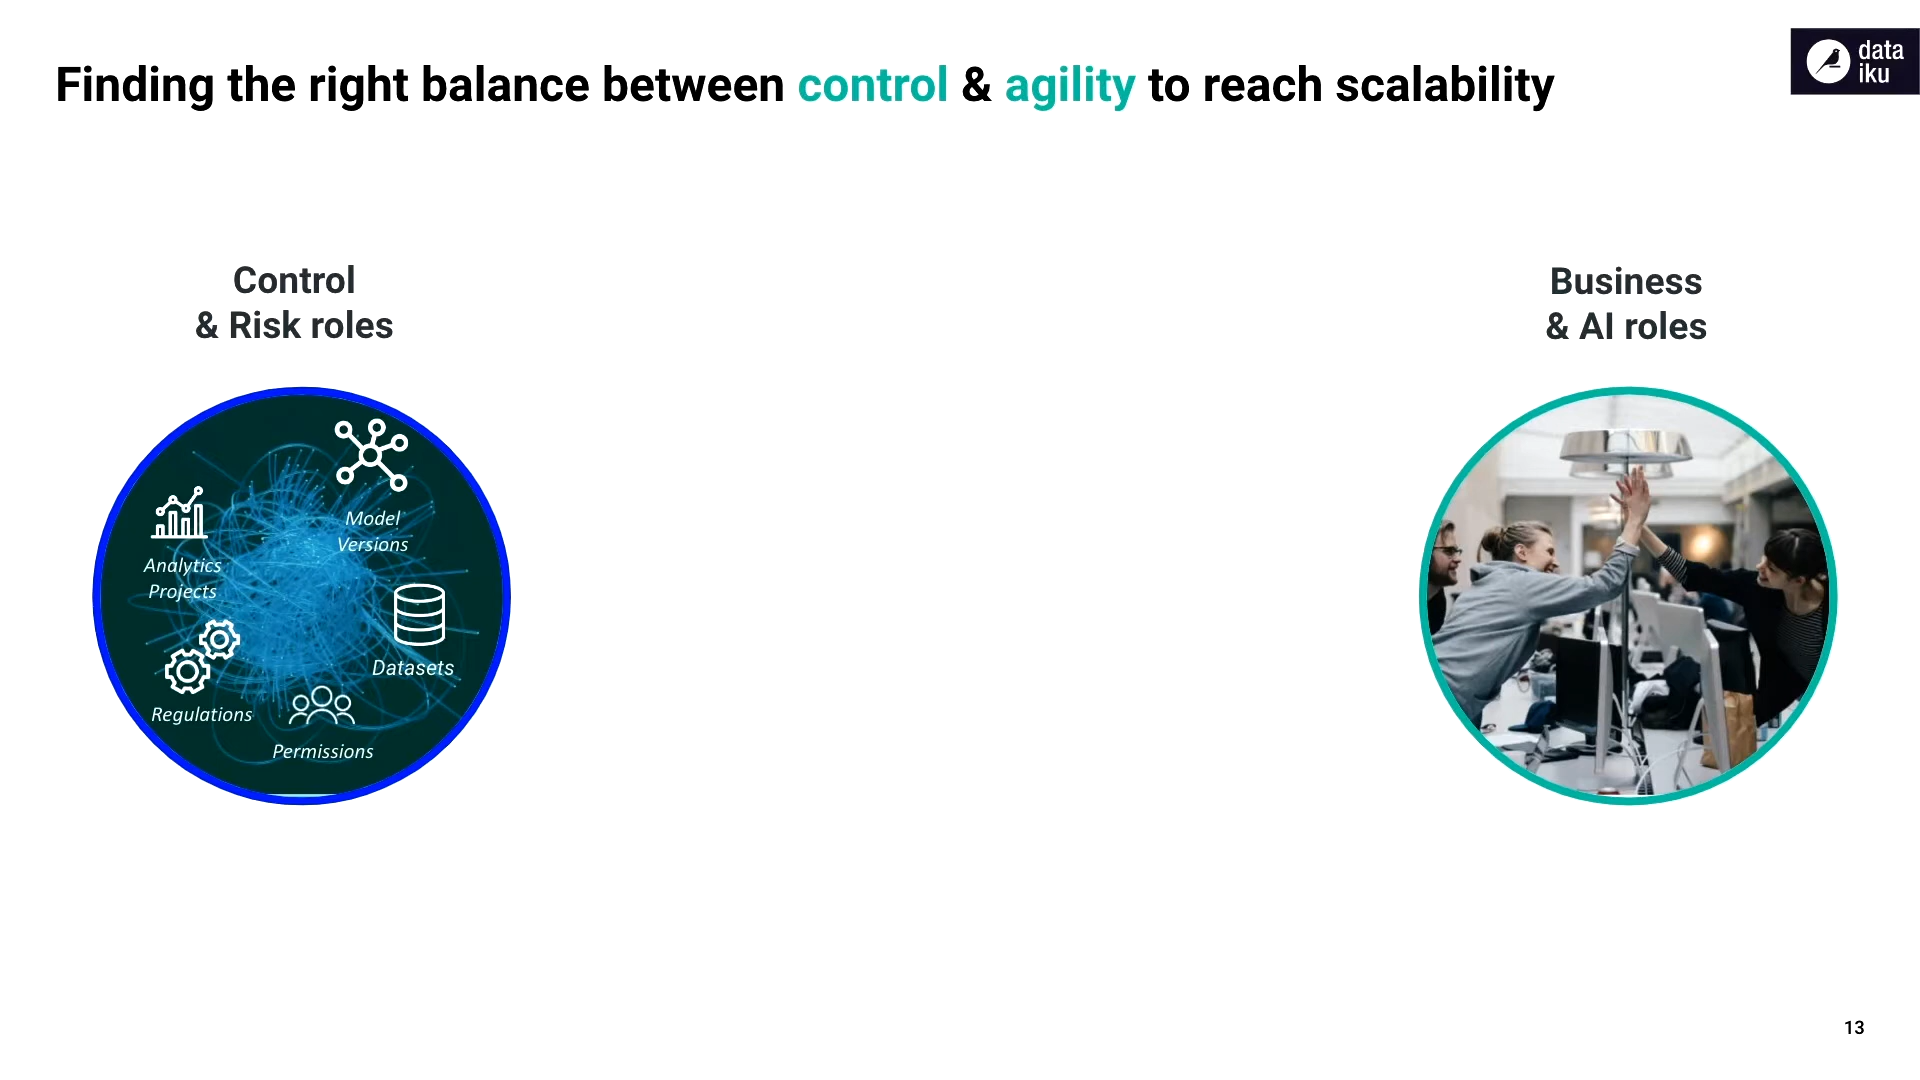 Finding the right balance between control & agility to reach scalability
data
iku
Control
& Risk roles
Business
& AI roles
Model
Versions
Analytics
Projects
Datasets
Regulations
Permissions
13